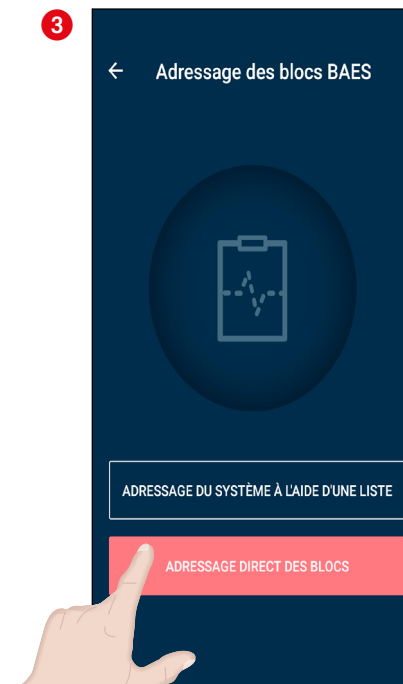 3
Adressage des blocs BAES
ADRESSAGE DU SYSTÈME À L'AIDE D'UNE LISTE
ADRESSAGE DIRECT DES BLOCS